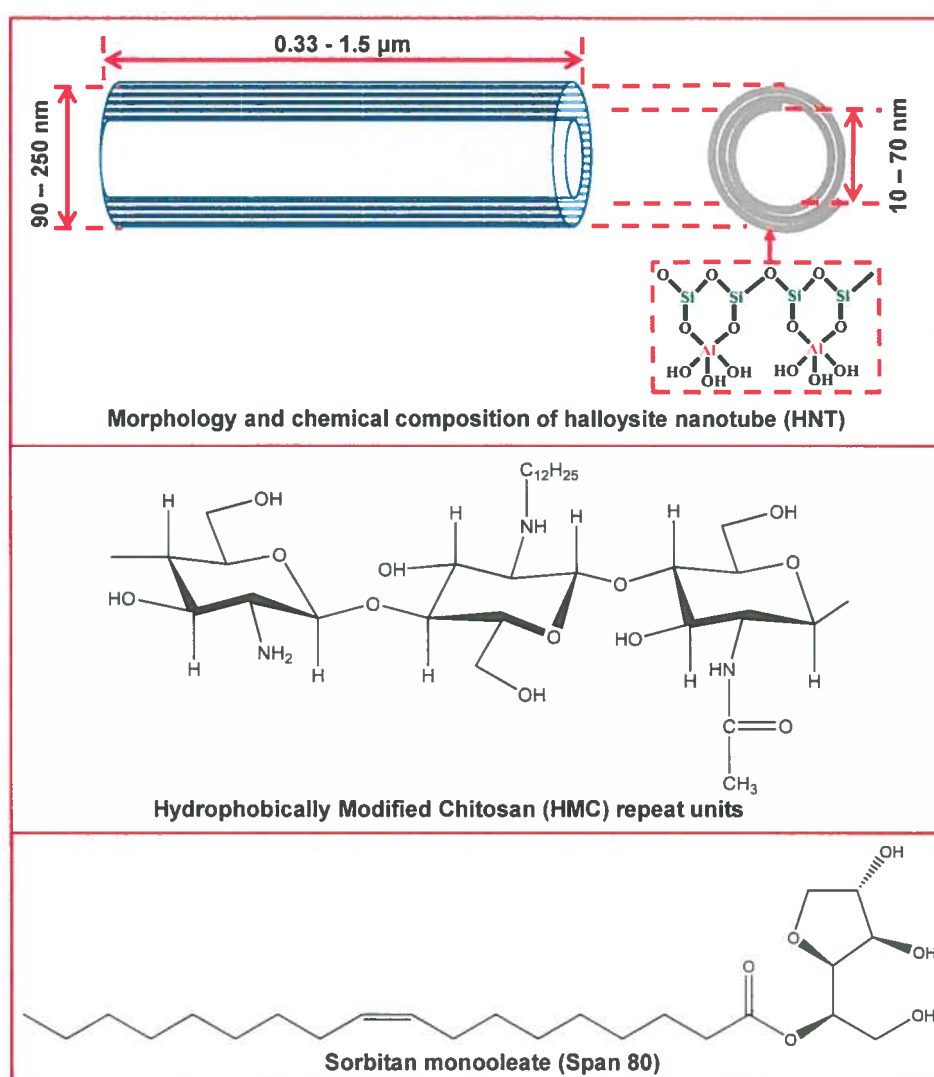 0.33 - 1.5 µm
90 – 250 nm
10 – 70 nm
O O O O
Si Si Si Si
O O O O
Al Al
HO OH HO OH
OH OH
Morphology and chemical composition of halloysite nanotube (HNT)
C12H25
H OH H NH H H OH
O HO O O
HO O O HO
NH2 H H OH H HN H
C O
CH3
Hydrophobically Modified Chitosan (HMC) repeat units
OH
O OH
O
O OH
Sorbitan monooleate (Span 80)